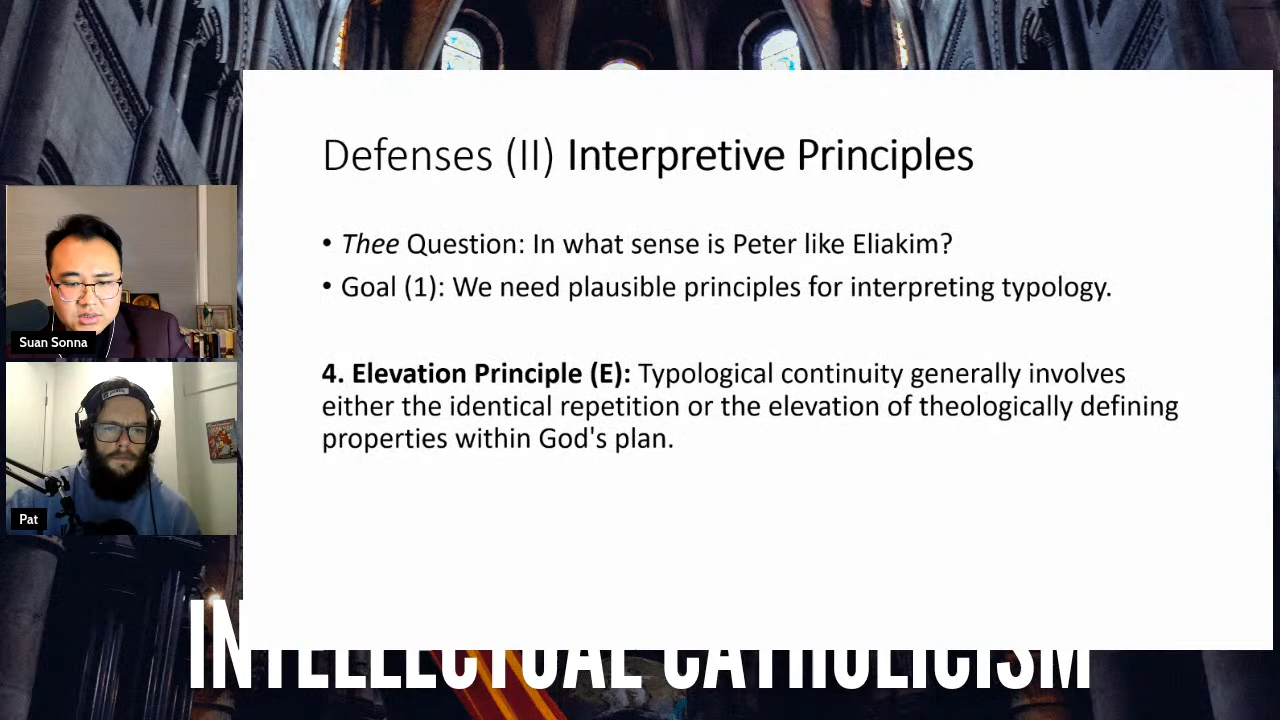 Defenses (II) Interpretive Principles
• Thee Question: In what sense is Peter like Eliakim?
• Goal (1): We need plausible principles for interpreting typology.
4. Elevation Principle (E): Typological continuity generally involves
either the identical repetition or the elevation of theologically defining
properties within God's plan.
Suan Sonna
Pat
INTELLECTUAL CATHOLICISM